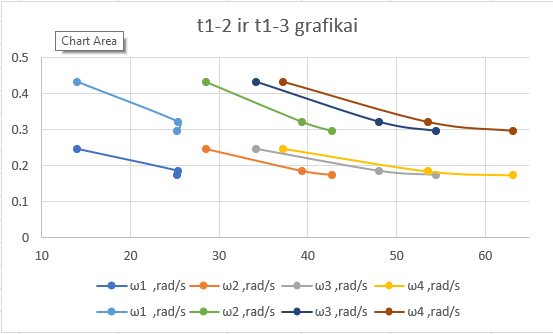 t1-2 ir t1-3 grafikai
Chart Area
0.5
0.4
0.3
0.2
0.1
0
10 20 30 40 50 60
ω1 ,rad/s ω2 ,rad/s ω3 ,rad/s ω4 ,rad/s
ω1 ,rad/s ω2 ,rad/s ω3 ,rad/s ω4 ,rad/s